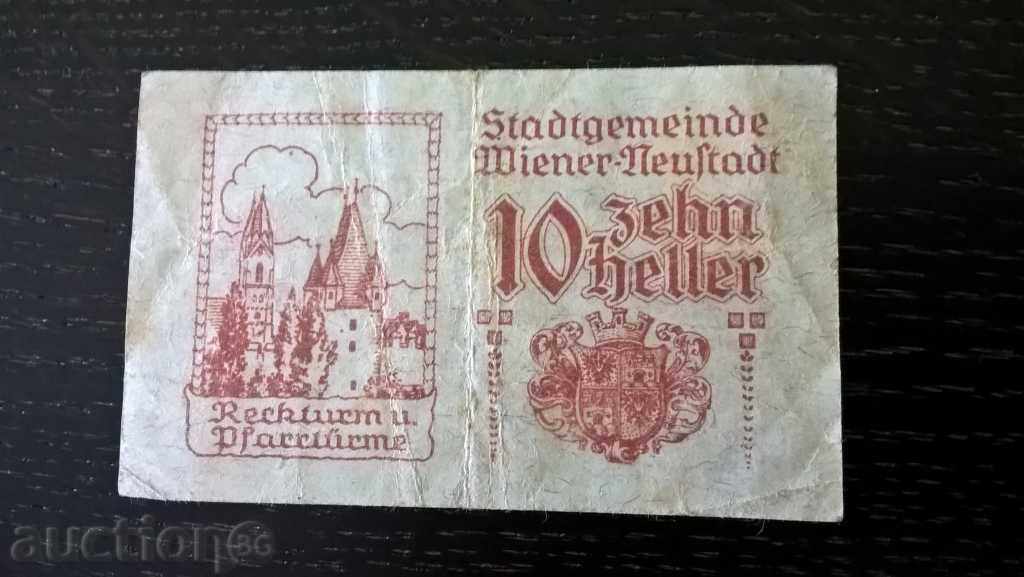 Stadtgemeinde
Wiener-Neustadt
10 zehn
Heller
Reckturm u.
Pfarrtürme
auction BG